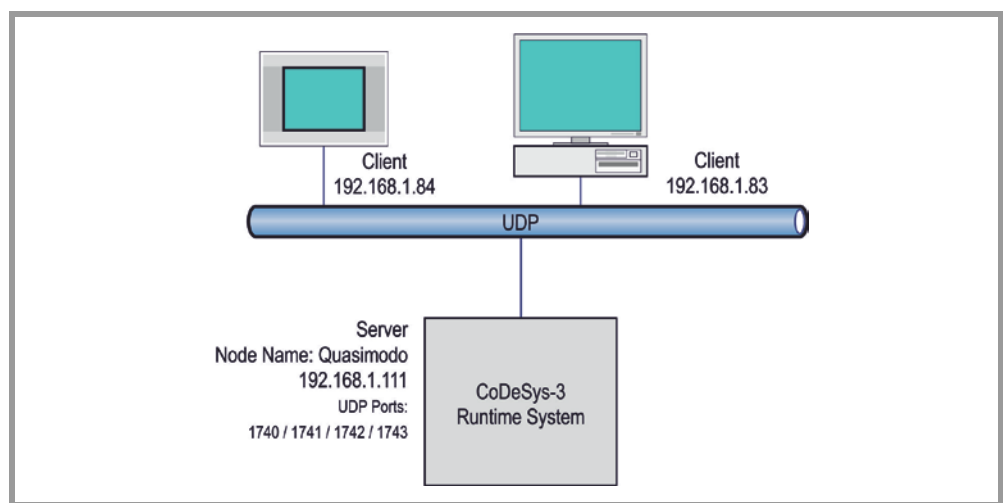 Client
192.168.1.84
Client
192.168.1.83
UDP
Server
Node Name: Quasimodo
192.168.1.111
UDP Ports:
1740 / 1741 / 1742 / 1743
CoDeSys-3
Runtime System